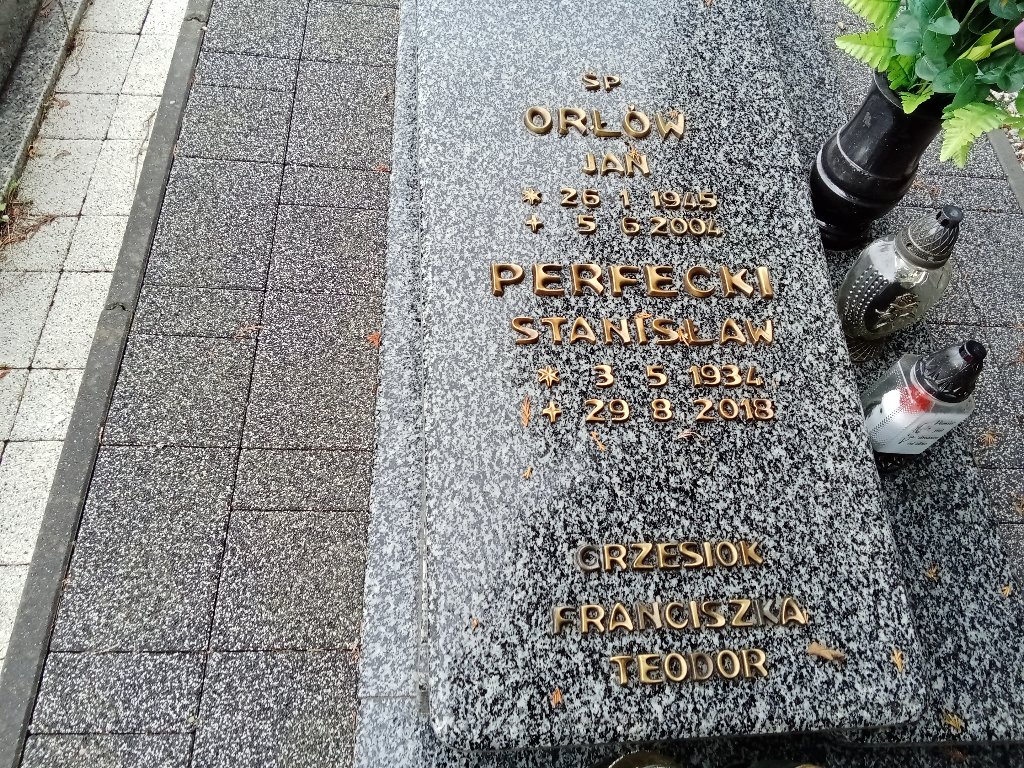 ŚP
ORŁÓW
JAN
* 26 1 1945
+ 5 6 2004
PERFECKI
STANISŁAW
* 3 5 1934
+ 29 8 2018
GRZESIOK
FRANCISZKA
TEODOR